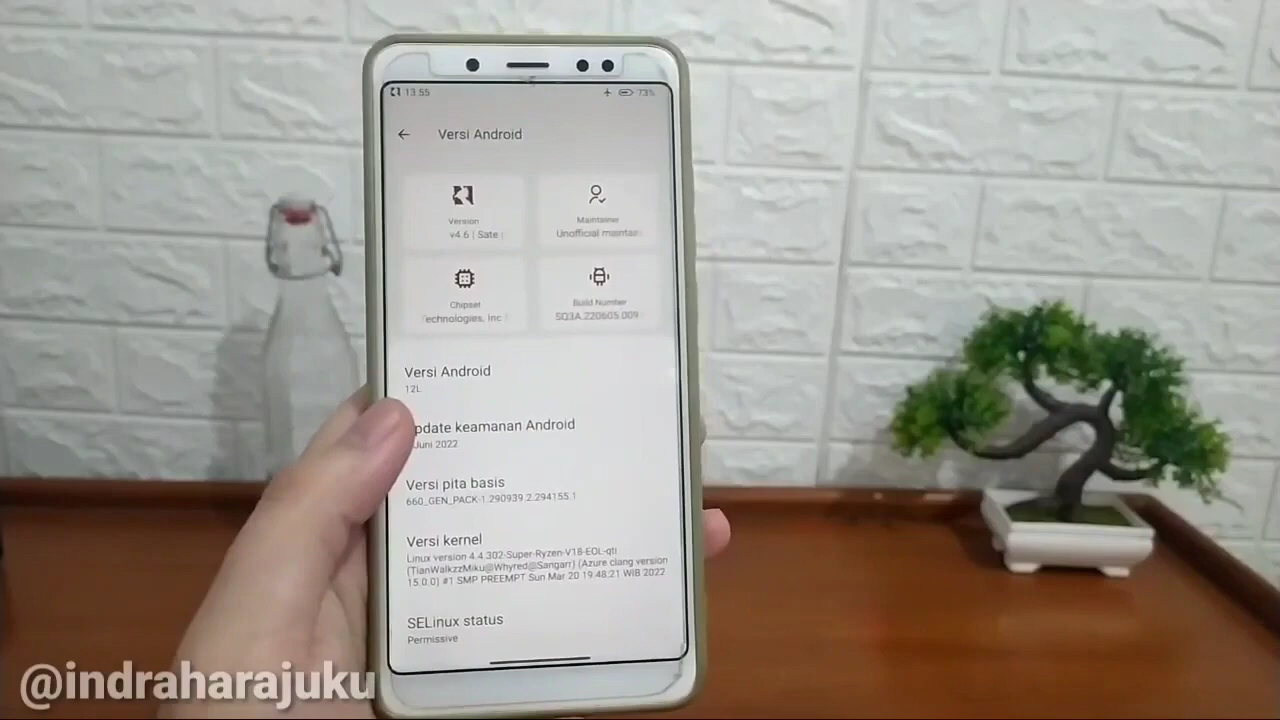 13.55
73%
Versi Android
Version
v4.6 | Sate
Maintainer
Unofficial
Chipset
Technologies, Inc
Build Number
SQ3A.220605.009
Versi Android
12L
pdate keamanan Android
Juni 2022
Versi pita basis
660_GEN_PACK-1.290939.2.294155.1
Versi kernel
Linux version 4.4.302-Super-Ryzen-V18-EOL-qti
(TianWalkzzMiku@Whyred@Sangarr) (Azure clang version
15.0.0) #1 SMP PREEMPT Sun Mar 20 19:48:21 WIB 2022
SELinux status
Permissive
@indraharajuku